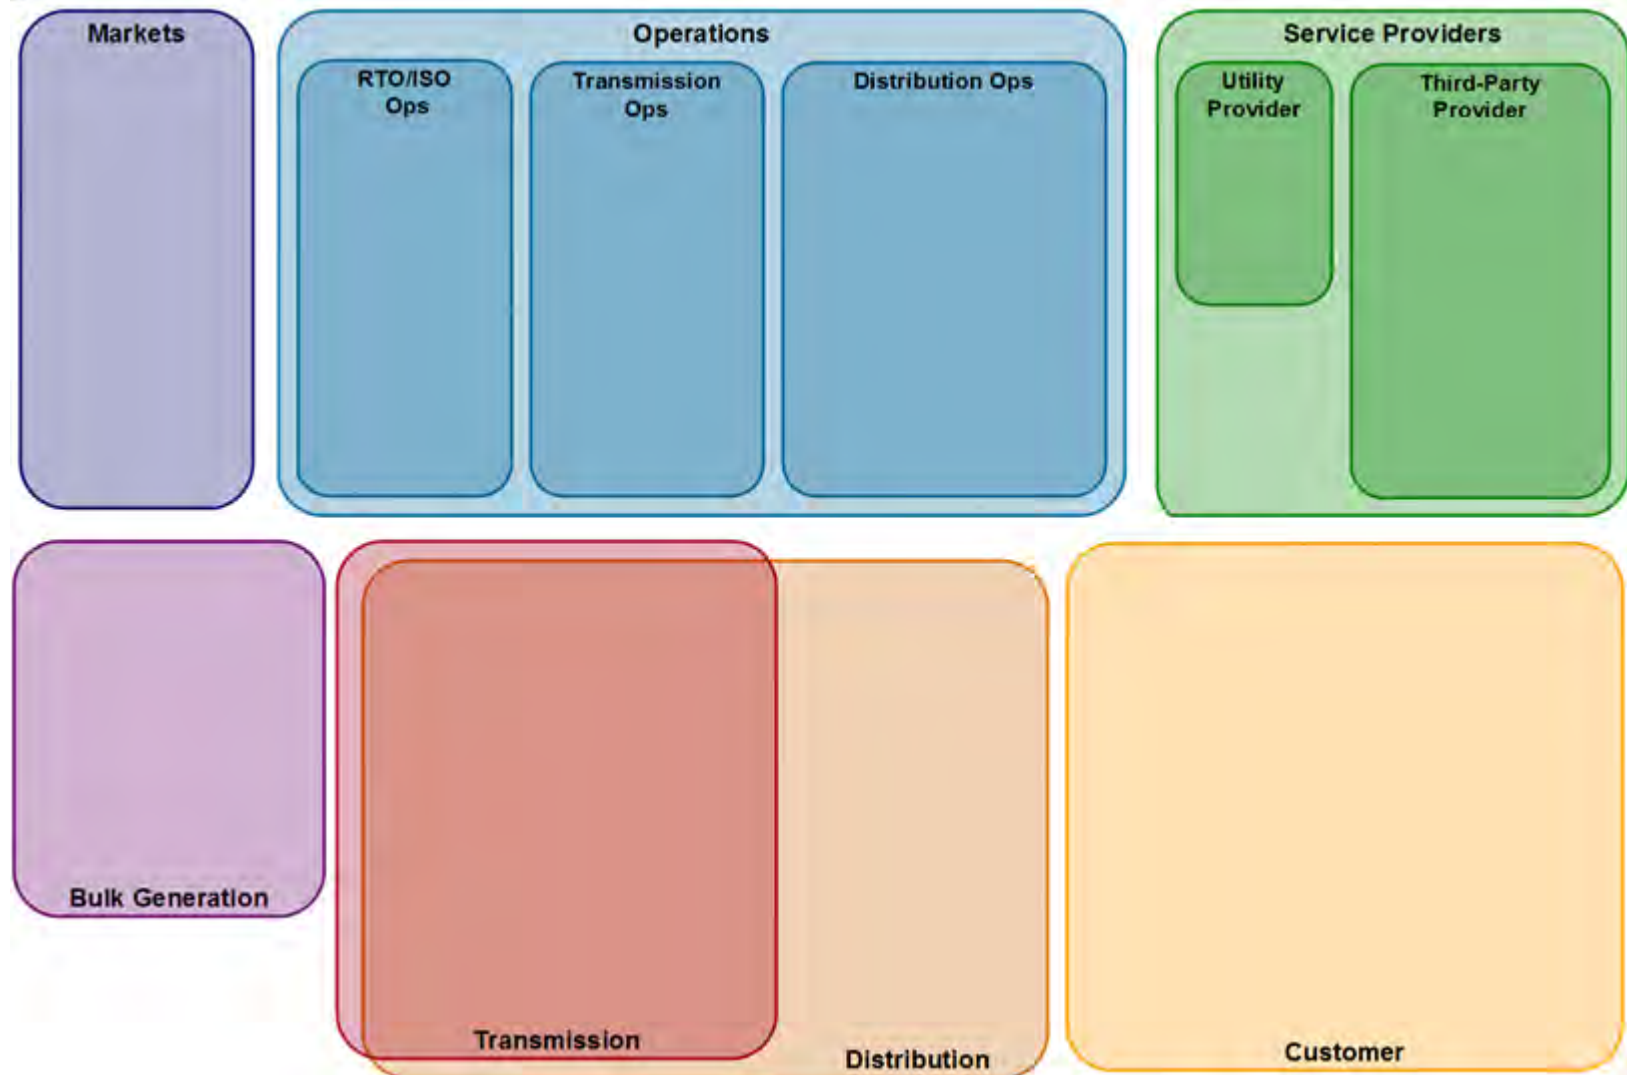 Markets
Operations
Service Providers
RTO/ISO
Ops
Transmission
Ops
Distribution Ops
Utility
Provider
Third-Party
Provider
Bulk Generation
Transmission
Distribution
Customer